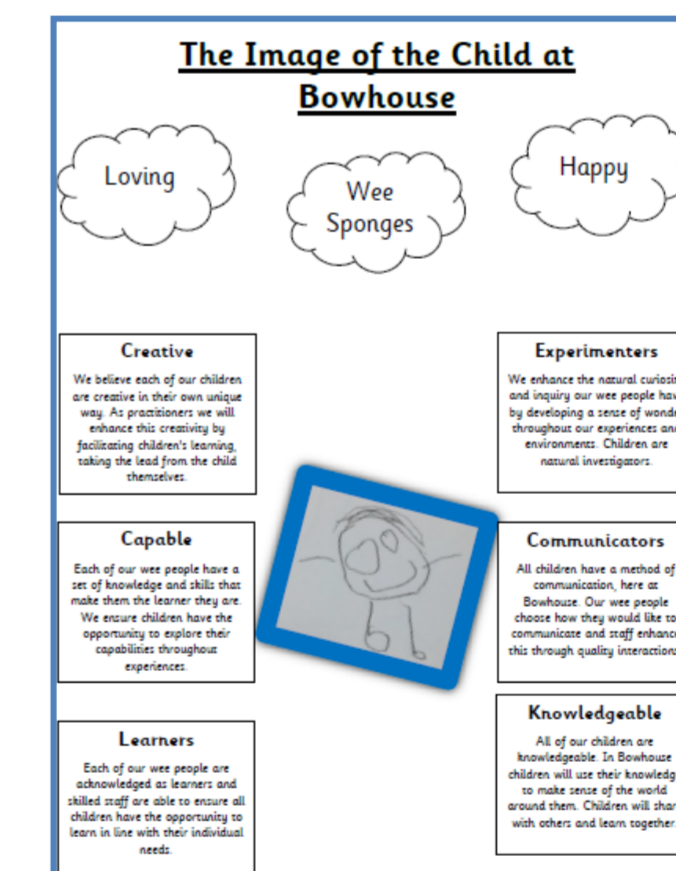 The Image of the Child at
Bowhouse
Loving
Wee
Sponges
Happy
Creative
We believe each of our children
are creative in their own unique
way. As practitioners we will
enhance this creativity by
facilitating children's learning,
taking the lead from the child
themselves.
Experimenters
We enhance the natural
and inquiry our wee people
by developing a sense of
throughout our experiences
environments. Children are
natural investigators.
Capable
Each of our wee people have a
set of knowledge and skills that
make them the learner they are.
We ensure children have the
opportunity to explore their
capabilities throughout
experiences.
Communicators
All children have a method of
communication, here at
Bowhouse. Our wee people
choose how they would like to
communicate and staff
this through quality
Learners
Each of our wee people are
acknowledged as learners and
skilled staff are able to ensure all
children have the opportunity to
learn in line with their individual
needs.
Knowledgeable
All of our children are
knowledgeable. In Bowhouse
children will use their
to make sense of the world
around them. Children will
with others and learn together.